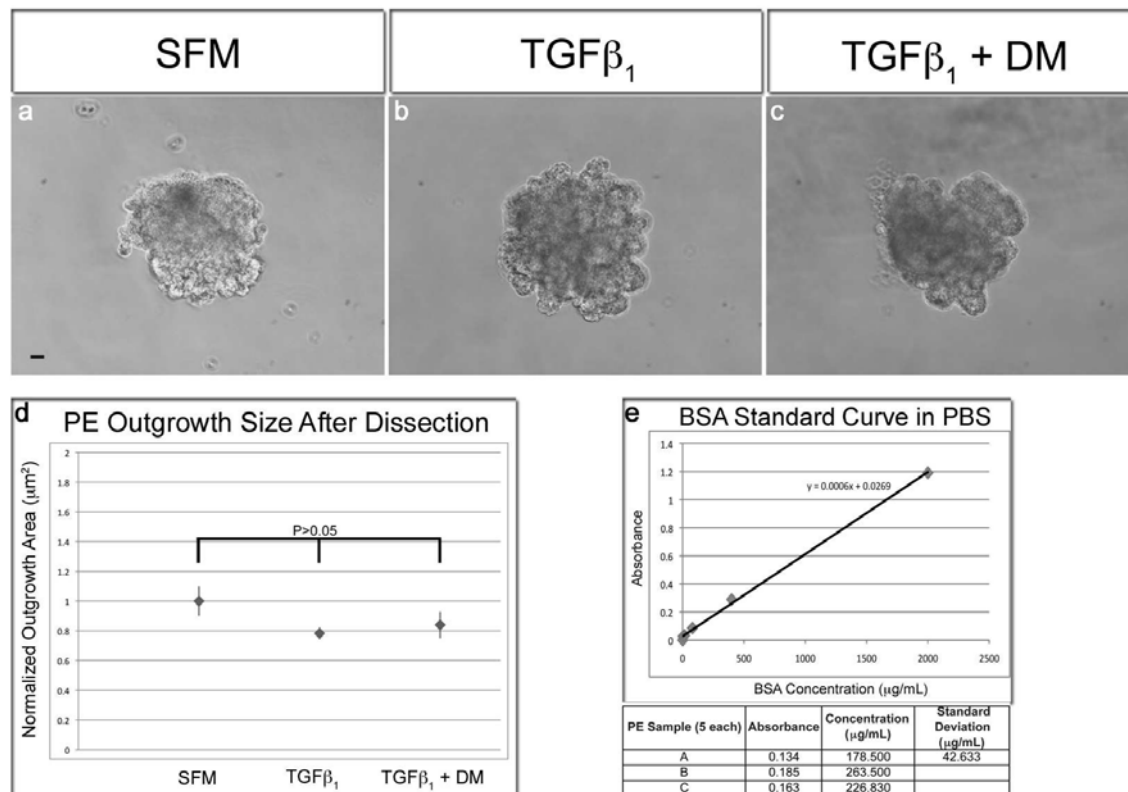 SFM
TGFβ₁
TGFβ₁ + DM
a
b
c
d
PE Outgrowth Size After Dissection
Normalized Outgrowth Area (μm²)
2
1.8
1.6
1.4
1.2
1
0.8
0.6
0.4
0.2
0
P>0.05
SFM
TGFβ₁
TGFβ₁ + DM
e
BSA Standard Curve in PBS
Absorbance
1.4
1.2
1
0.8
0.6
0.4
0.2
0
y = 0.0006x + 0.0269
0 500 1000 1500 2000 2500
BSA Concentration (μg/mL)
PE Sample (5 each) Absorbance Concentration (μg/mL) Standard Deviation (μg/mL)
A 0.134 178.500 42.633
B 0.185 263.500
C 0.163 226.830